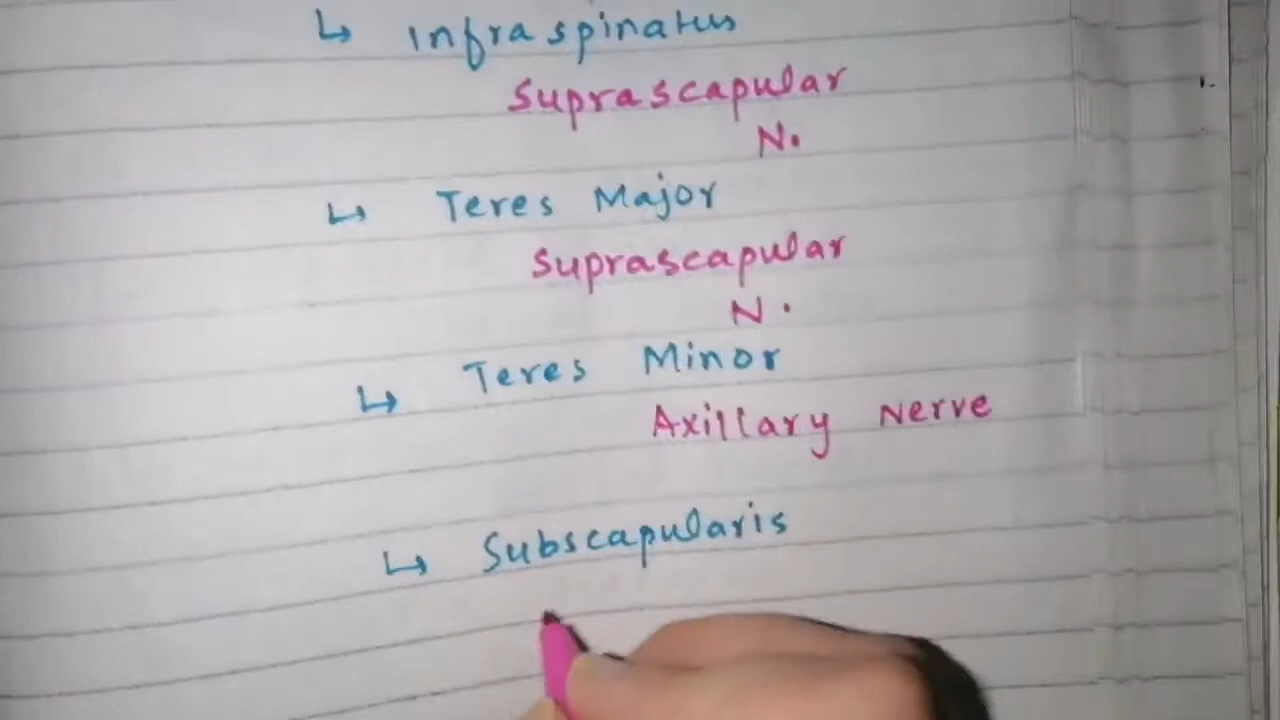 ↳ Infraspinatus
Suprascapular
N.
↳ Teres Major
Suprascapular
N.
↳ Teres Minor
Axillary Nerve
↳ Subscapularis